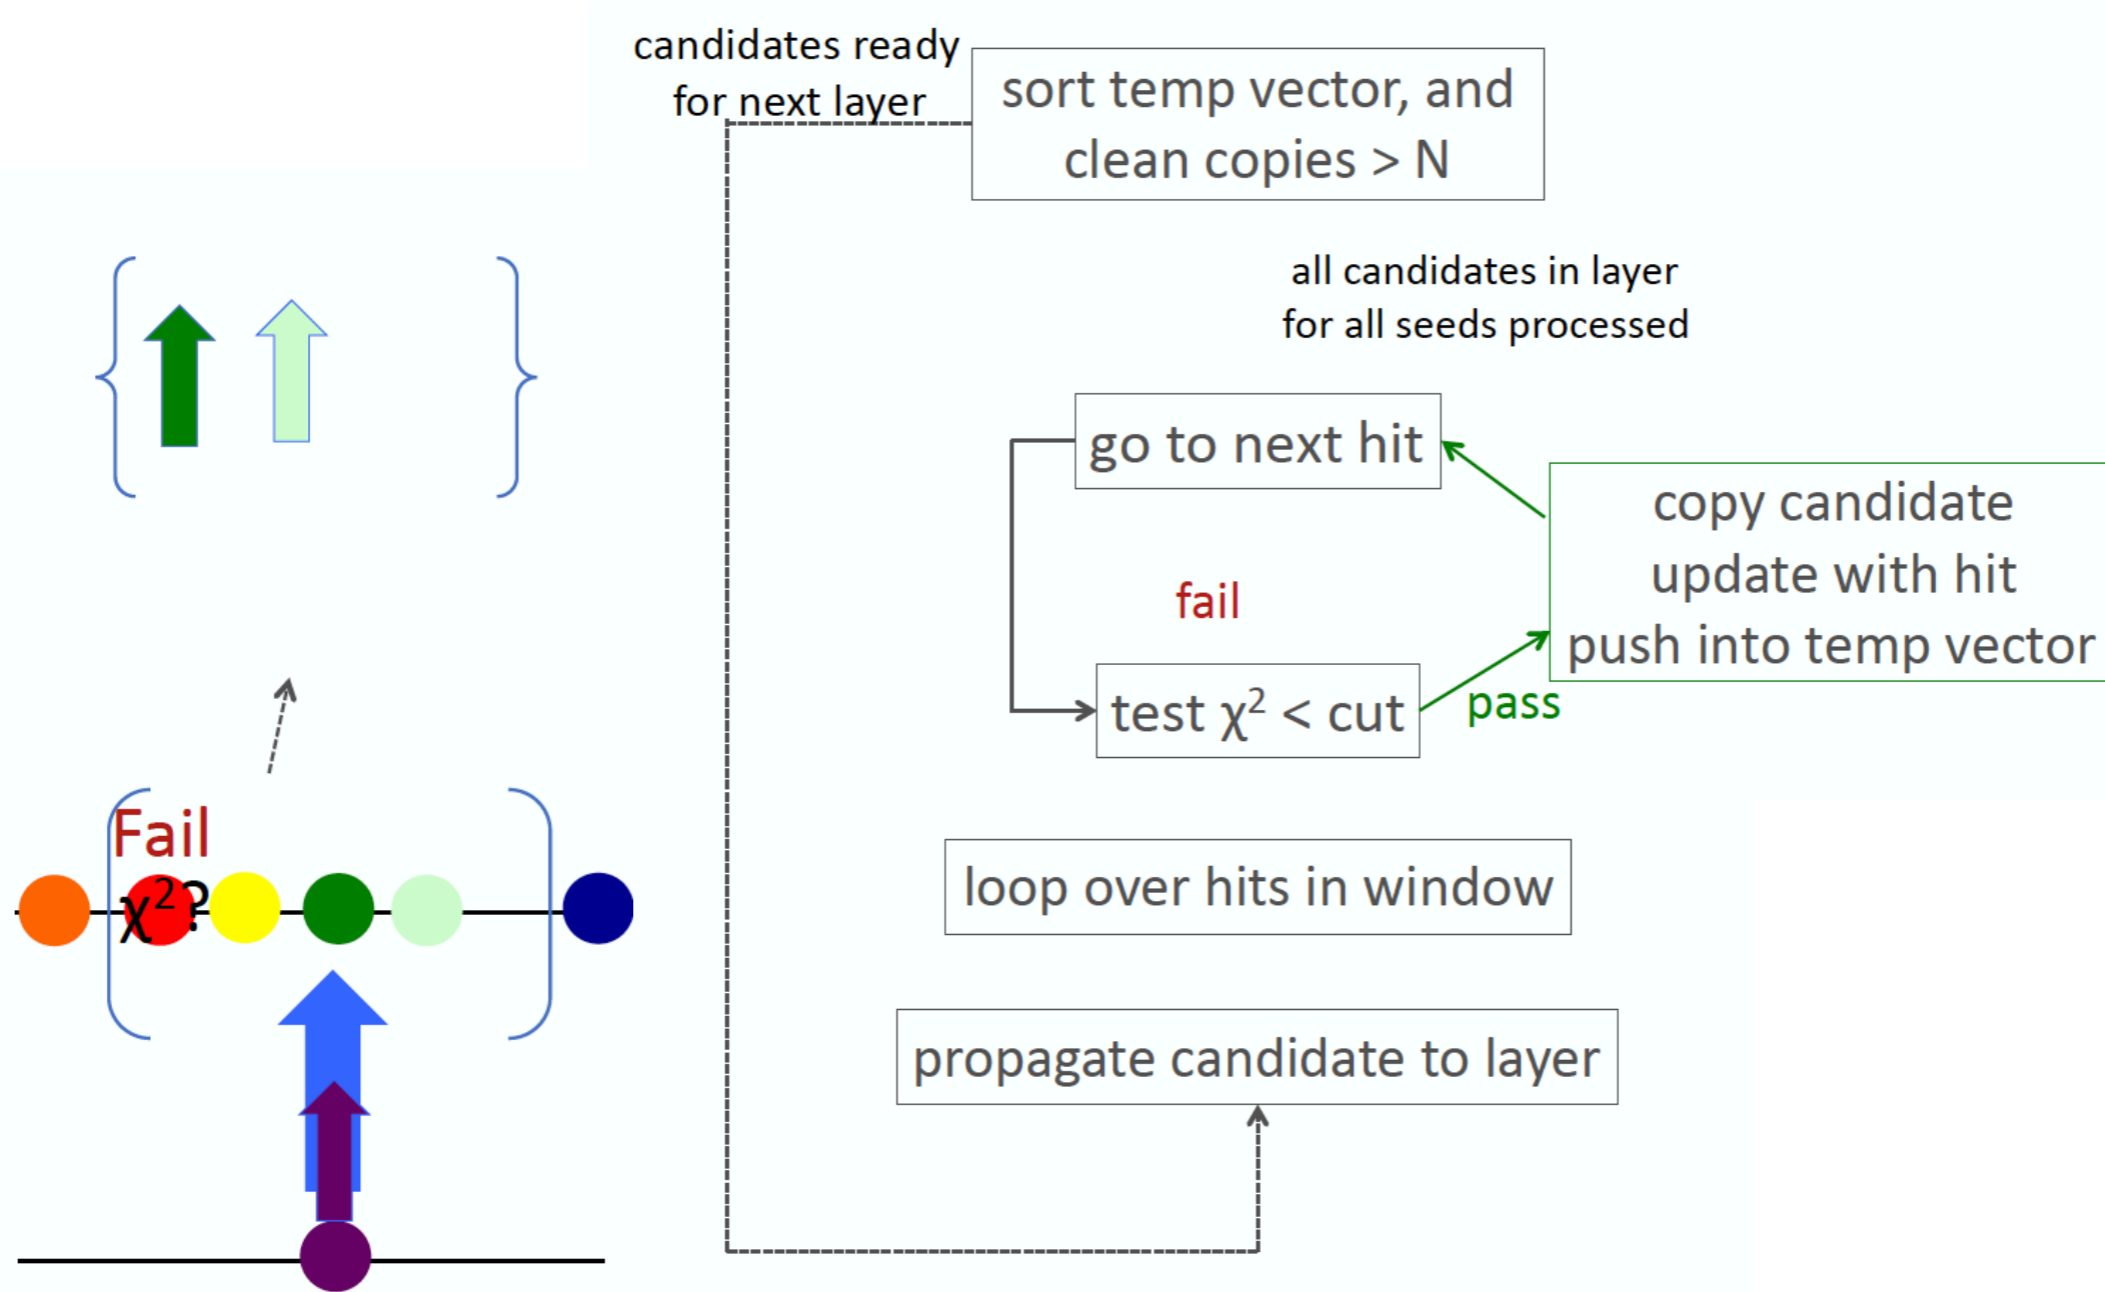 candidates ready
for next layer
sort temp vector, and
clean copies > N
all candidates in layer
for all seeds processed
go to next hit
copy candidate
update with hit
push into temp vector
fail
test χ² < cut
pass
Fail
χ²?
loop over hits in window
propagate candidate to layer